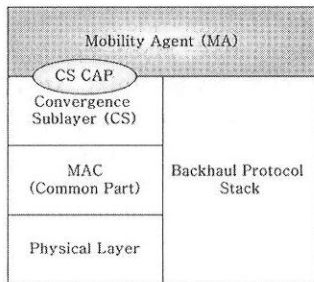 Mobility Agent (MA)
CS CAP
Convergence
Sublayer (CS)
MAC
(Common Part)
Physical Layer
Backhaul Protocol
Stack